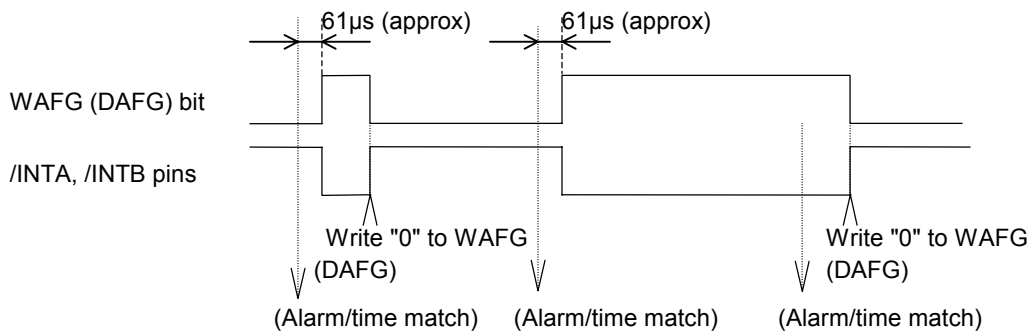 61µs (approx)
61µs (approx)
WAFG (DAFG) bit
/INTA, /INTB pins
Write "0" to WAFG
(DAFG)
Write "0" to WAFG
(DAFG)
(Alarm/time match)
(Alarm/time match)
(Alarm/time match)